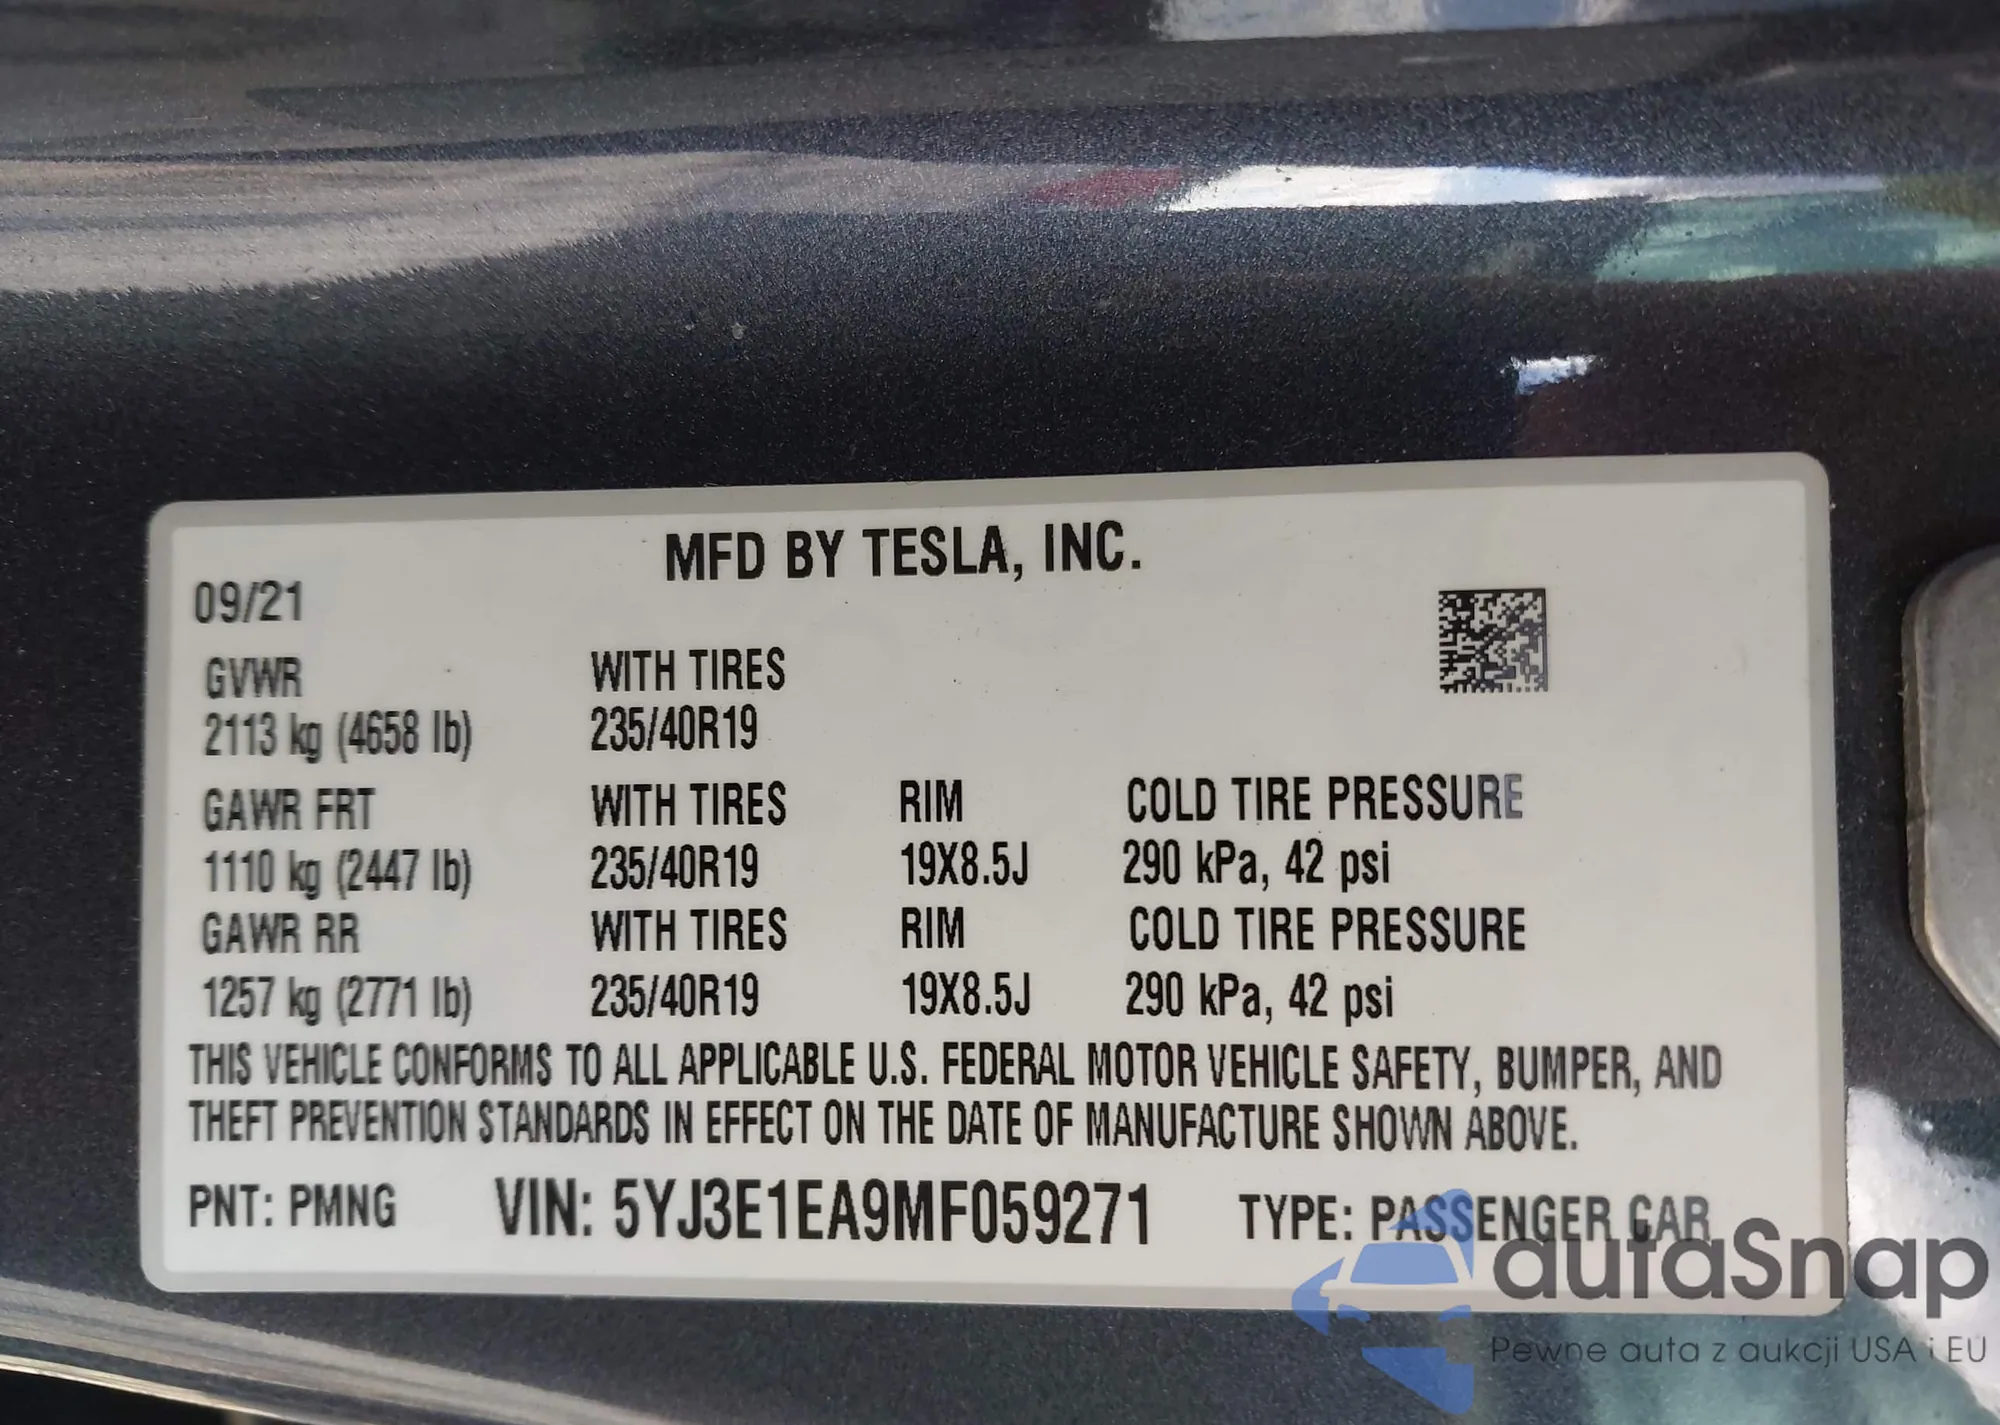 MFD BY TESLA, INC.
09/21
GVWR WITH TIRES
2113 kg (4658 lb) 235/40R19
GAWR FRT WITH TIRES RIM COLD TIRE PRESSURE
1110 kg (2447 lb) 235/40R19 19X8.5J 290 kPa, 42 psi
GAWR RR WITH TIRES RIM COLD TIRE PRESSURE
1257 kg (2771 lb) 235/40R19 19X8.5J 290 kPa, 42 psi
THIS VEHICLE CONFORMS TO ALL APPLICABLE U.S. FEDERAL MOTOR VEHICLE SAFETY, BUMPER, AND
THEFT PREVENTION STANDARDS IN EFFECT ON THE DATE OF MANUFACTURE SHOWN ABOVE.
PNT: PMNG VIN: 5YJ3E1EA9MF059271 TYPE: PASSENGER CAR
autaSnap
Pewne auta z aukcji USA i EU